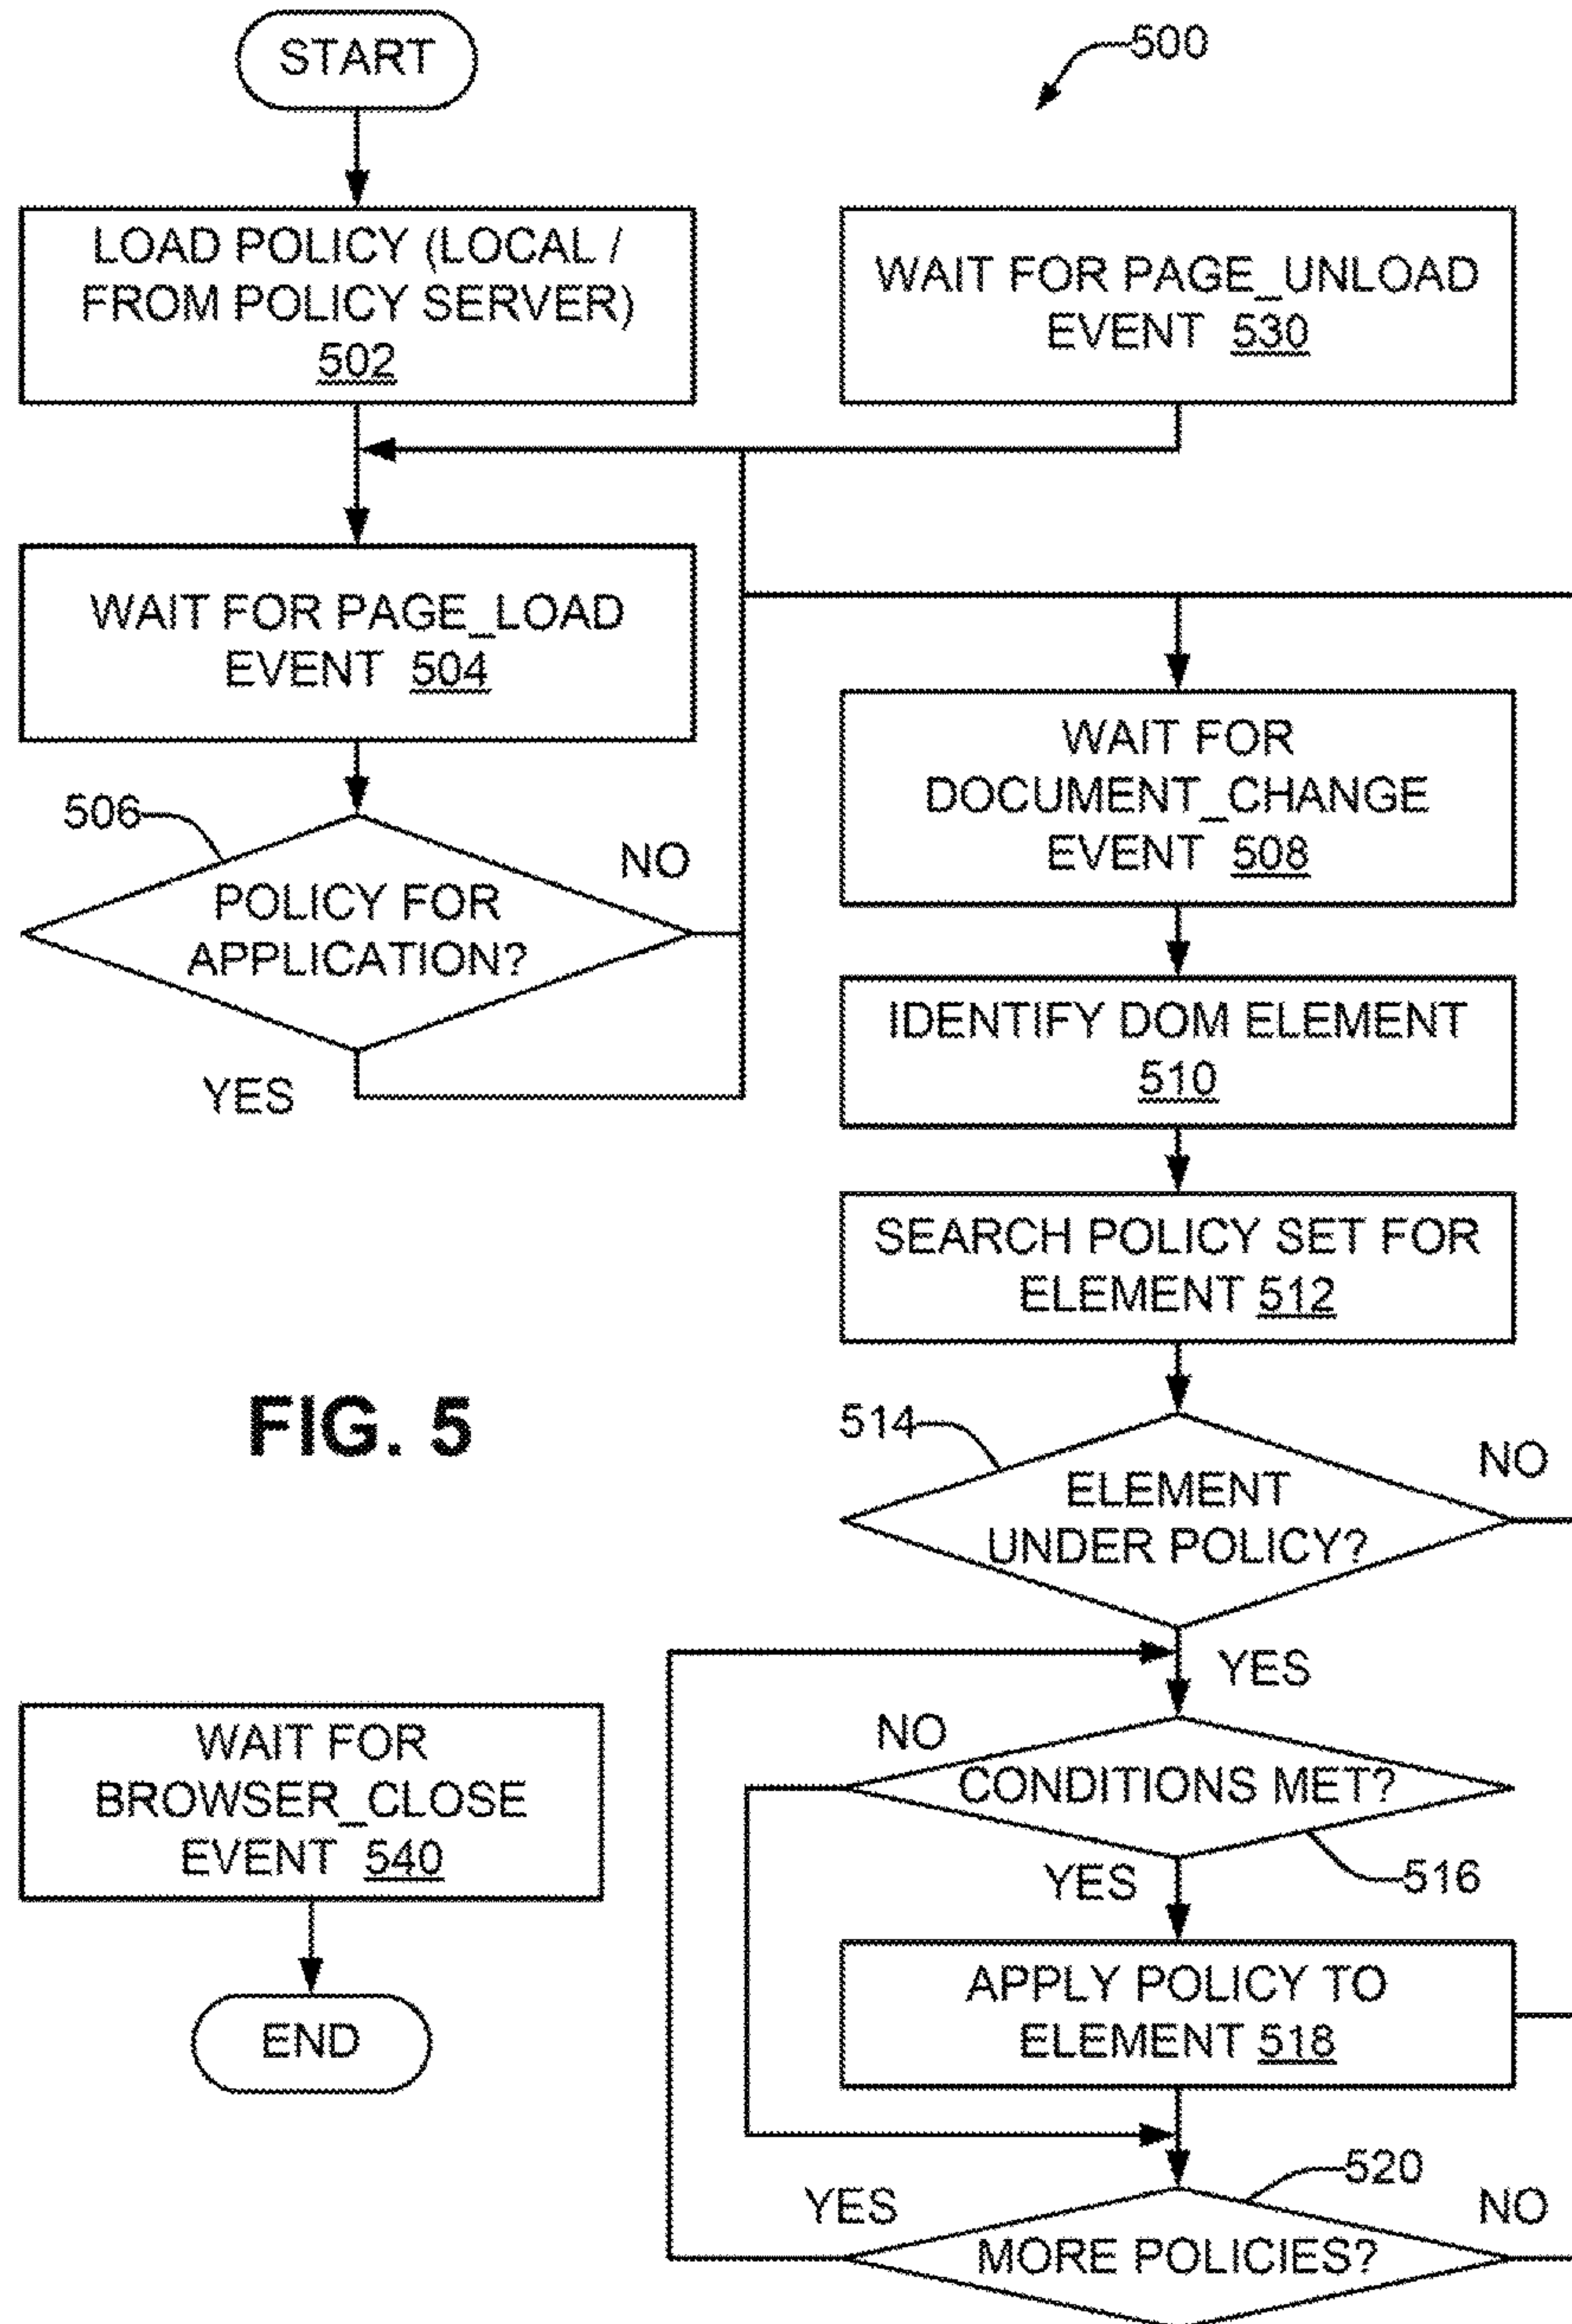 START
500
LOAD POLICY (LOCAL /
FROM POLICY SERVER)
502
WAIT FOR PAGE_UNLOAD
EVENT 530
WAIT FOR PAGE_LOAD
EVENT 504
506
POLICY FOR
APPLICATION?
NO
YES
WAIT FOR
DOCUMENT_CHANGE
EVENT 508
IDENTIFY DOM ELEMENT
510
SEARCH POLICY SET FOR
ELEMENT 512
FIG. 5
514
ELEMENT
UNDER POLICY?
NO
YES
WAIT FOR
BROWSER_CLOSE
EVENT 540
END
NO
CONDITIONS MET?
516
YES
APPLY POLICY TO
ELEMENT 518
520
YES
MORE POLICIES?
NO